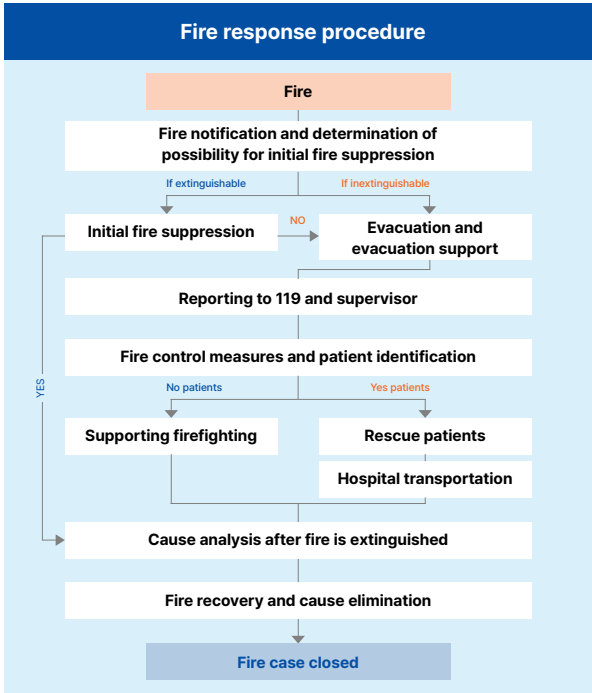 Fire response procedure
Fire
Fire notification and determination of
possibility for initial fire suppression
If extinguishable
If inextinguishable
Initial fire suppression
NO
Evacuation and
evacuation support
Reporting to 119 and supervisor
Fire control measures and patient identification
YES
No patients
Yes patients
Supporting firefighting
Rescue patients
Hospital transportation
Cause analysis after fire is extinguished
Fire recovery and cause elimination
Fire case closed